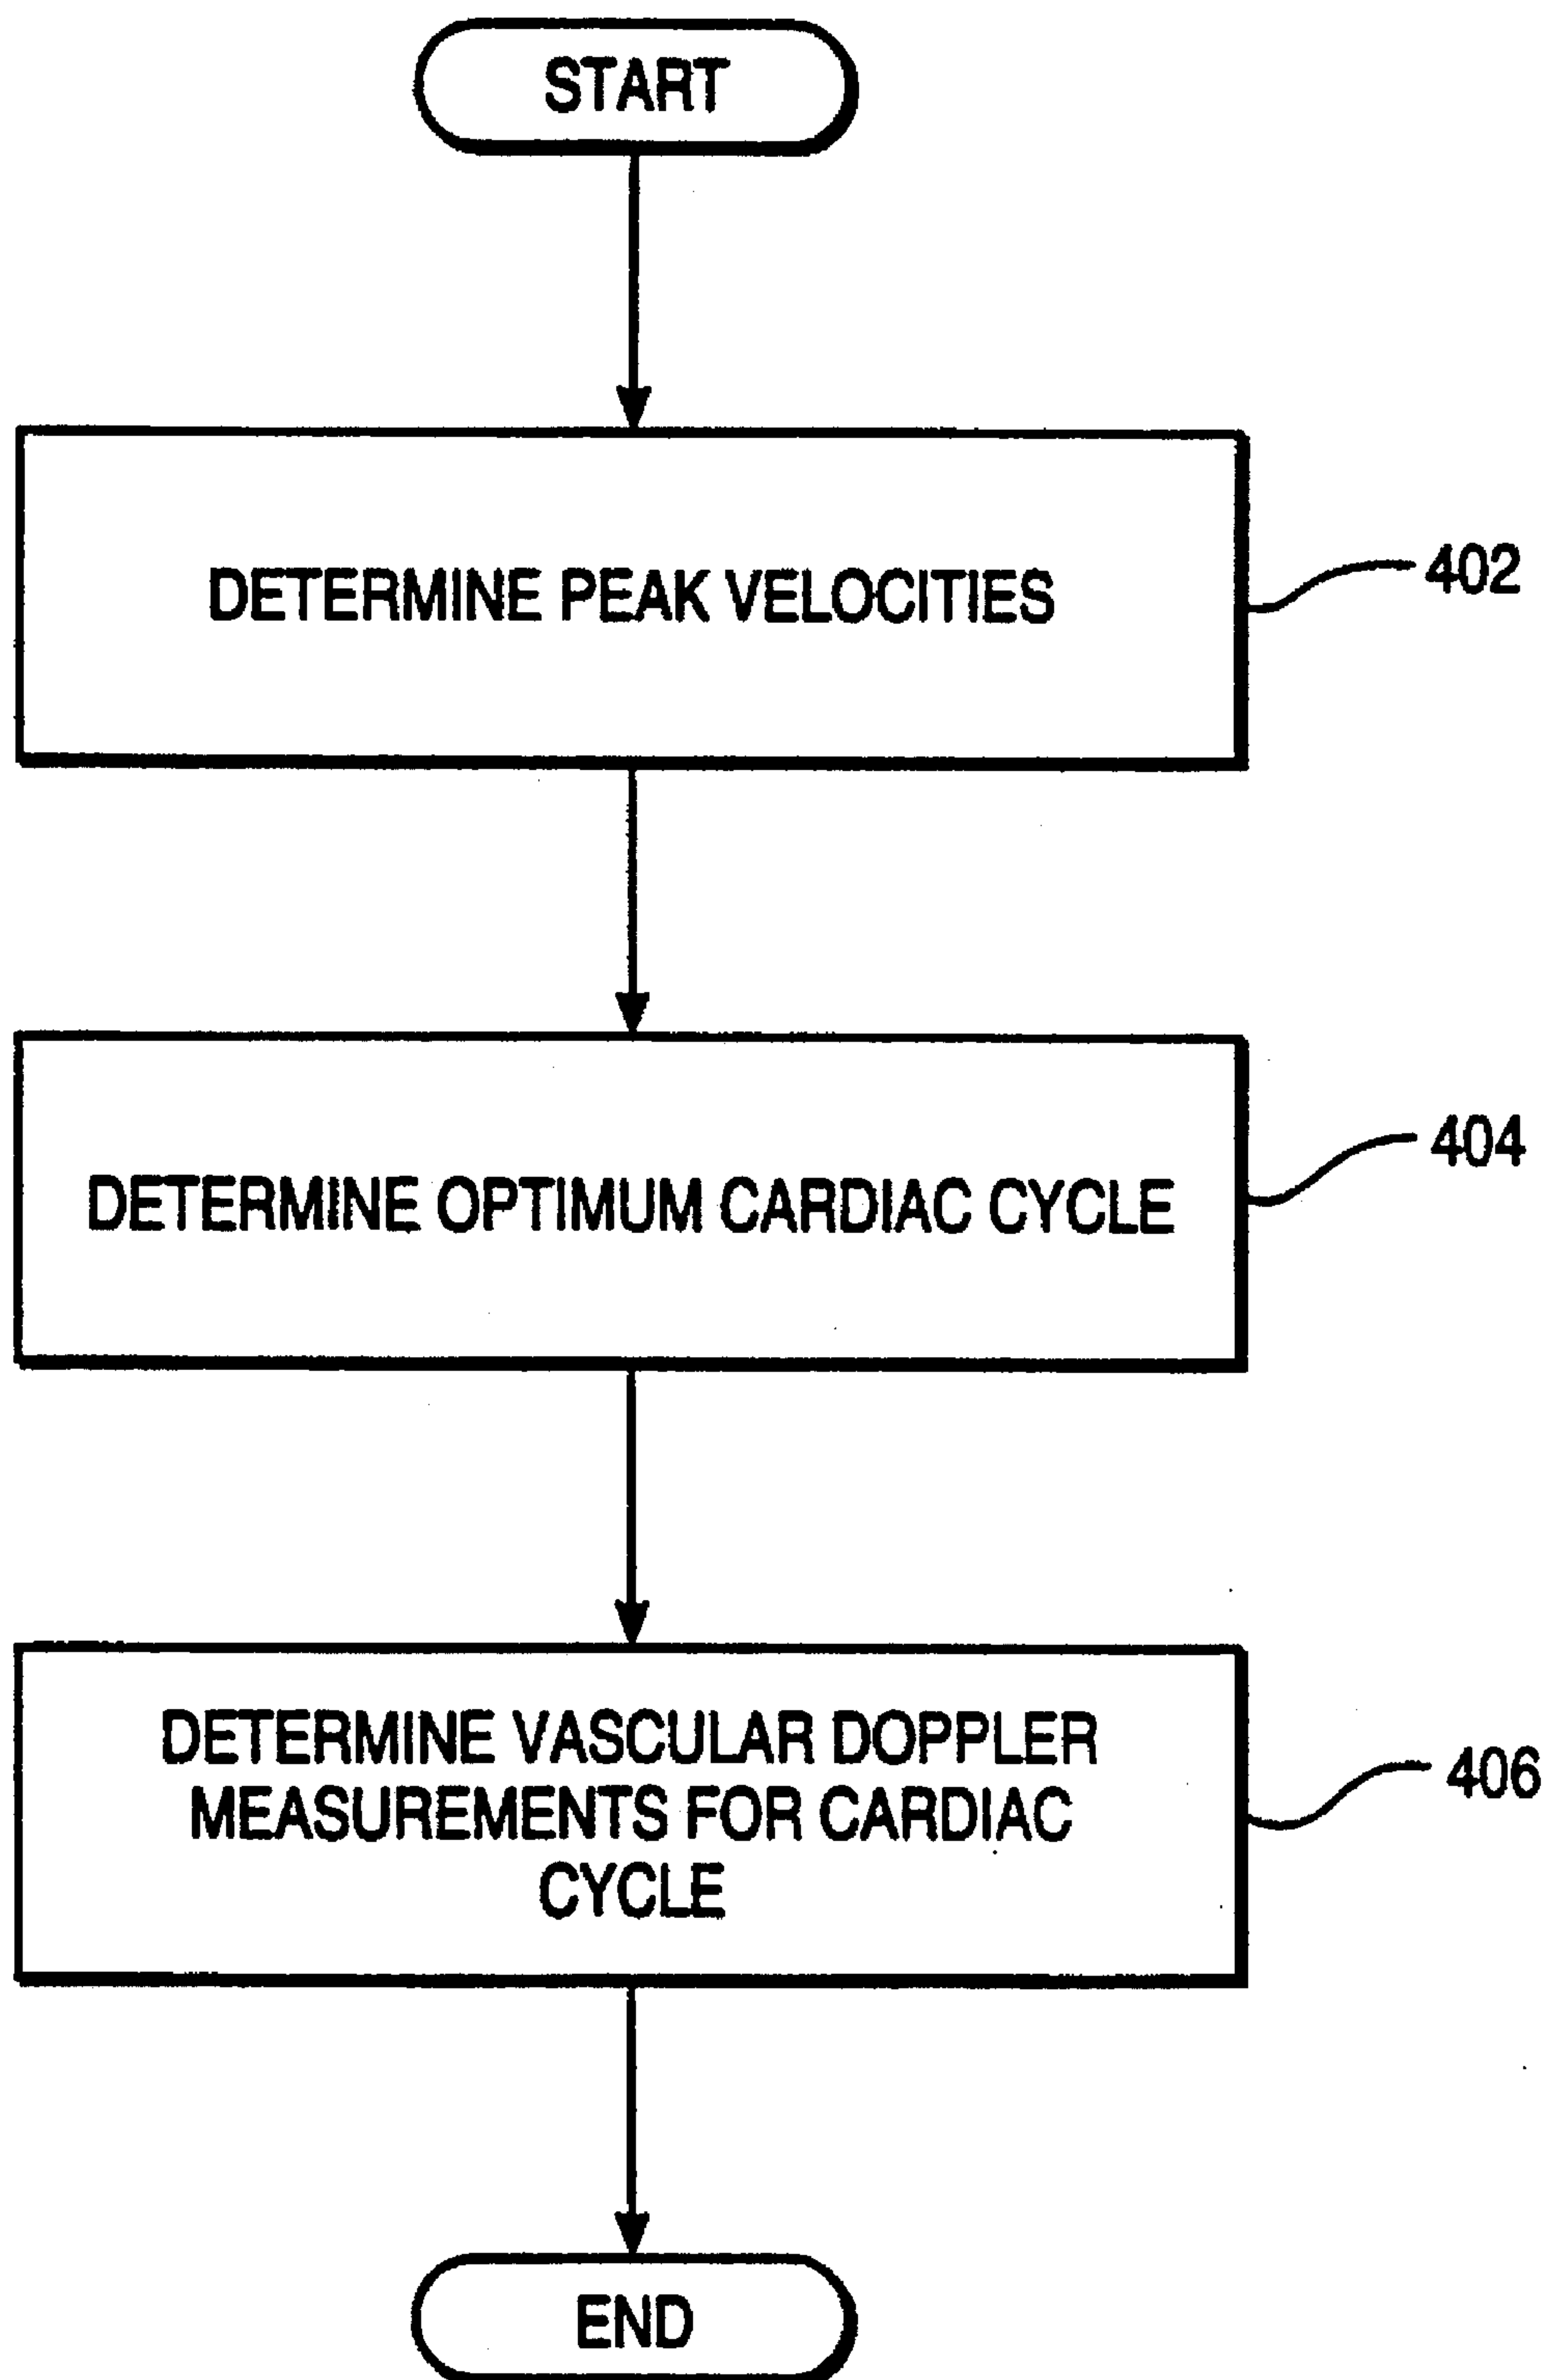 START
DETERMINE PEAK VELOCITIES
402
DETERMINE OPTIMUM CARDIAC CYCLE
404
DETERMINE VASCULAR DOPPLER
MEASUREMENTS FOR CARDIAC
CYCLE
406
END